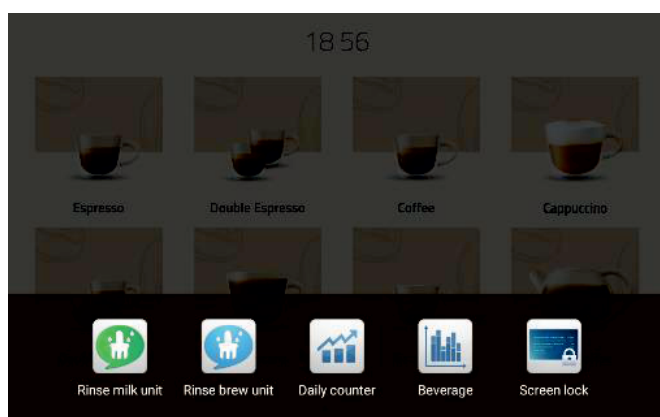 18 56
Espresso
Double Espresso
Coffee
Cappuccino
Rinse milk unit
Rinse brew unit
Daily counter
Beverage
Screen lock